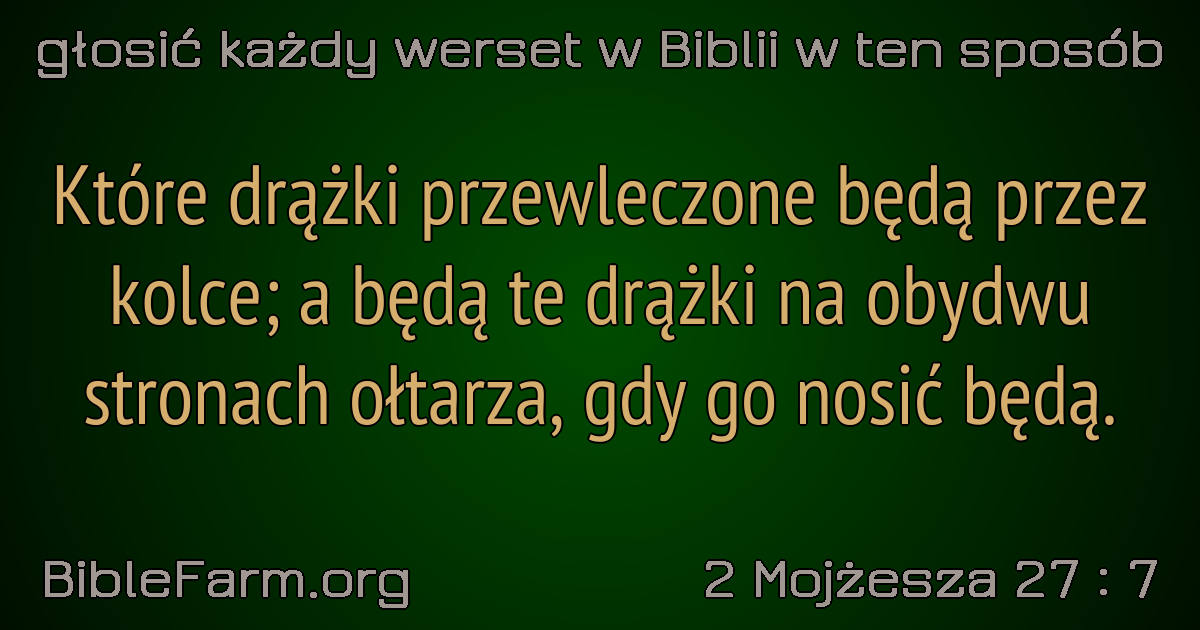 głosić każdy werset w Biblii w ten sposób
Które drążki przewleczone będą przez
kolce; a będą te drążki na obydwu
stronach ołtarza, gdy go nosić będą.
BibleFarm.org
2 Mojżesza 27 : 7